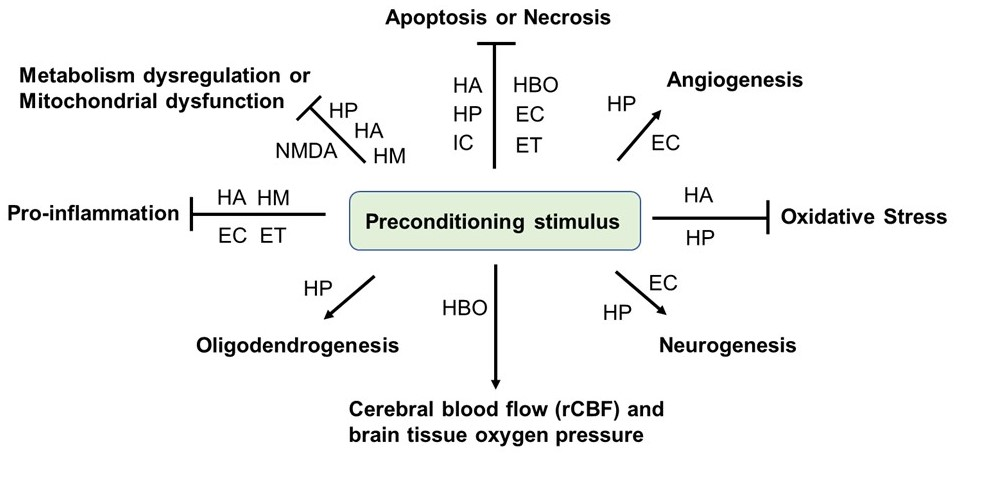 Apoptosis or Necrosis
Metabolism dysregulation or
Mitochondrial dysfunction
HP
HA
NMDA
HM
HA
HP
IC
HBO
EC
ET
HP
EC
Angiogenesis
Pro-inflammation
HA HM
EC ET
Preconditioning stimulus
HA
HP
Oxidative Stress
HP
Oligodendrogenesis
HBO
EC
HP
Neurogenesis
Cerebral blood flow (rCBF) and
brain tissue oxygen pressure